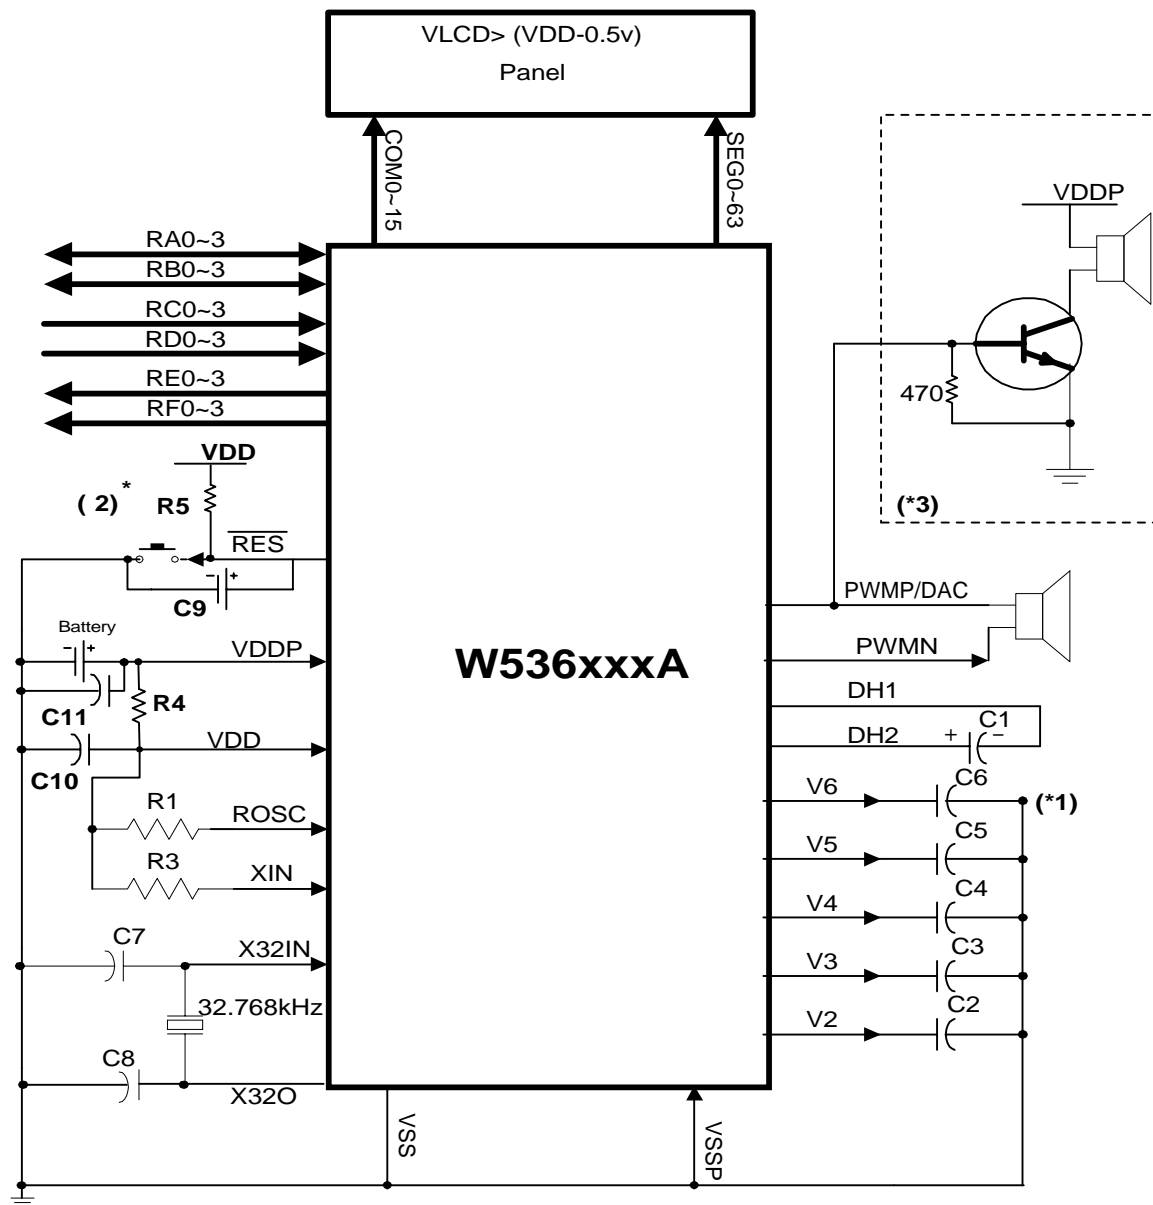 VLCD> (VDD-0.5v)
Panel
COM0~15
SEG0~63
VDDP
RA0~3
RB0~3
RC0~3
RD0~3
RE0~3
RF0~3
470
(*3)
VDD
( 2)*
R5
RES
- +
C9
Battery
- +
VDDP
C11
R4
C10
VDD
R1
ROSC
R3
XIN
C7
X32IN
32.768kHz
C8
X32O
W536xxxA
PWMP/DAC
PWMN
DH1
C1
DH2
+ -
C6
V6
(*1)
C5
V5
C4
V4
C3
V3
C2
V2
VSS
VSSP